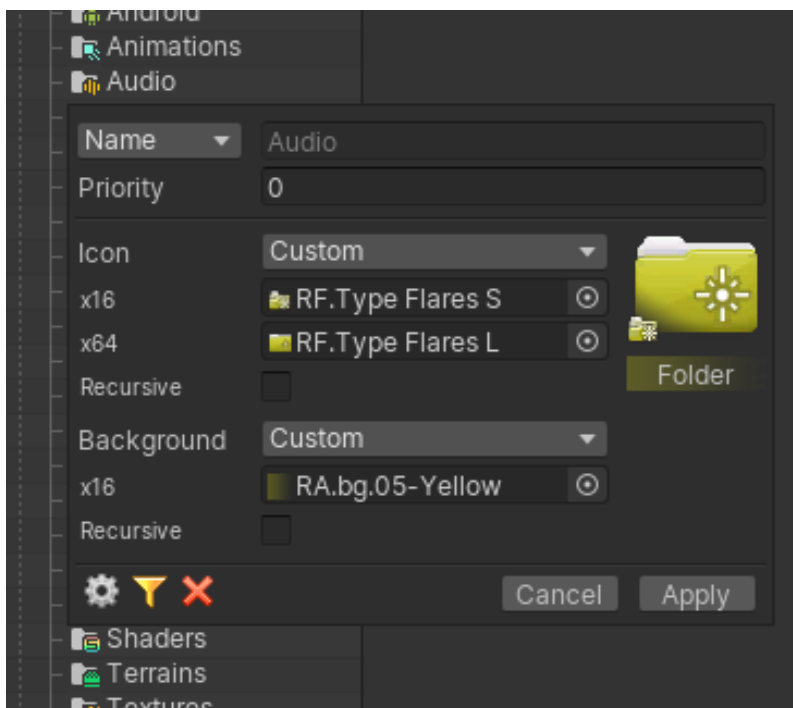 Android
Animations
Audio
Name
Audio
Priority
0
Icon
Custom
x16
RF.Type Flares S
x64
RF.Type Flares L
Recursive
Folder
Background
Custom
x16
RA.bg.05-Yellow
Recursive
Cancel
Apply
Shaders
Terrains
Textures